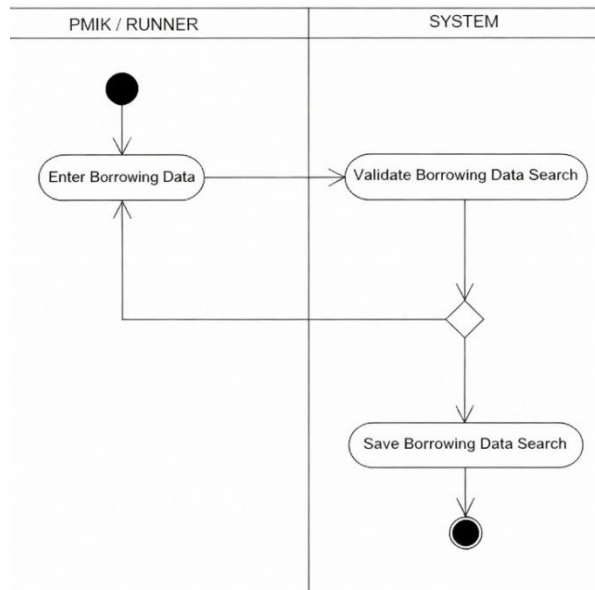 PMIK / RUNNER
SYSTEM
Enter Borrowing Data
Validate Borrowing Data Search
Save Borrowing Data Search